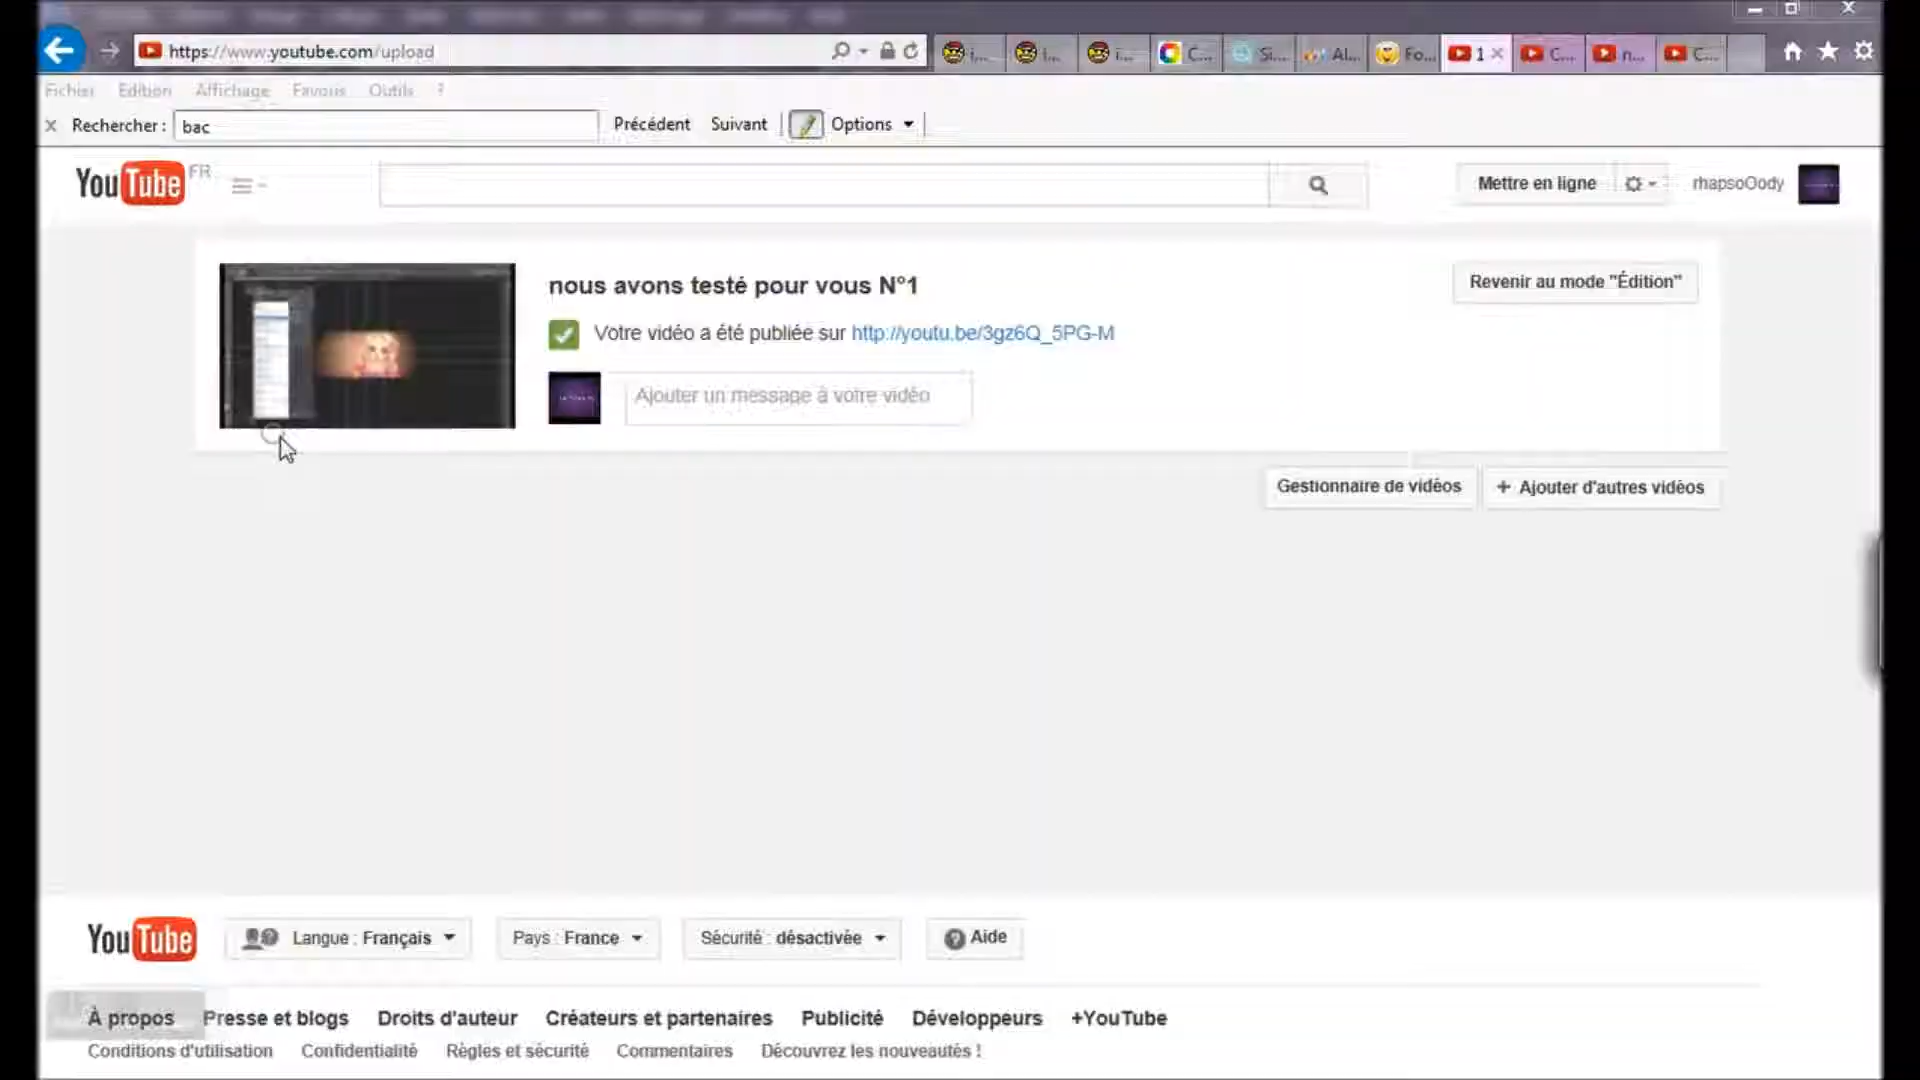 https://www.youtube.com/upload
i...
i...
i...
C...
Si...
Al...
Fo...
1
C...
n...
C...
Fichier Edition Affichage Favoris Outils ?
Rechercher : bac Précédent Suivant Options
YouTube FR
Mettre en ligne
rhapsoOody
nous avons testé pour vous N°1
Revenir au mode "Édition"
Votre vidéo a été publiée sur http://youtu.be/3gz6Q_5PG-M
Ajouter un message à votre vidéo
Gestionnaire de vidéos
+ Ajouter d'autres vidéos
YouTube
Langue : Français
Pays : France
Sécurité : désactivée
Aide
À propos Presse et blogs Droits d'auteur Créateurs et partenaires Publicité Développeurs +YouTube
Conditions d'utilisation Confidentialité Règles et sécurité Commentaires Découvrez les nouveautés !